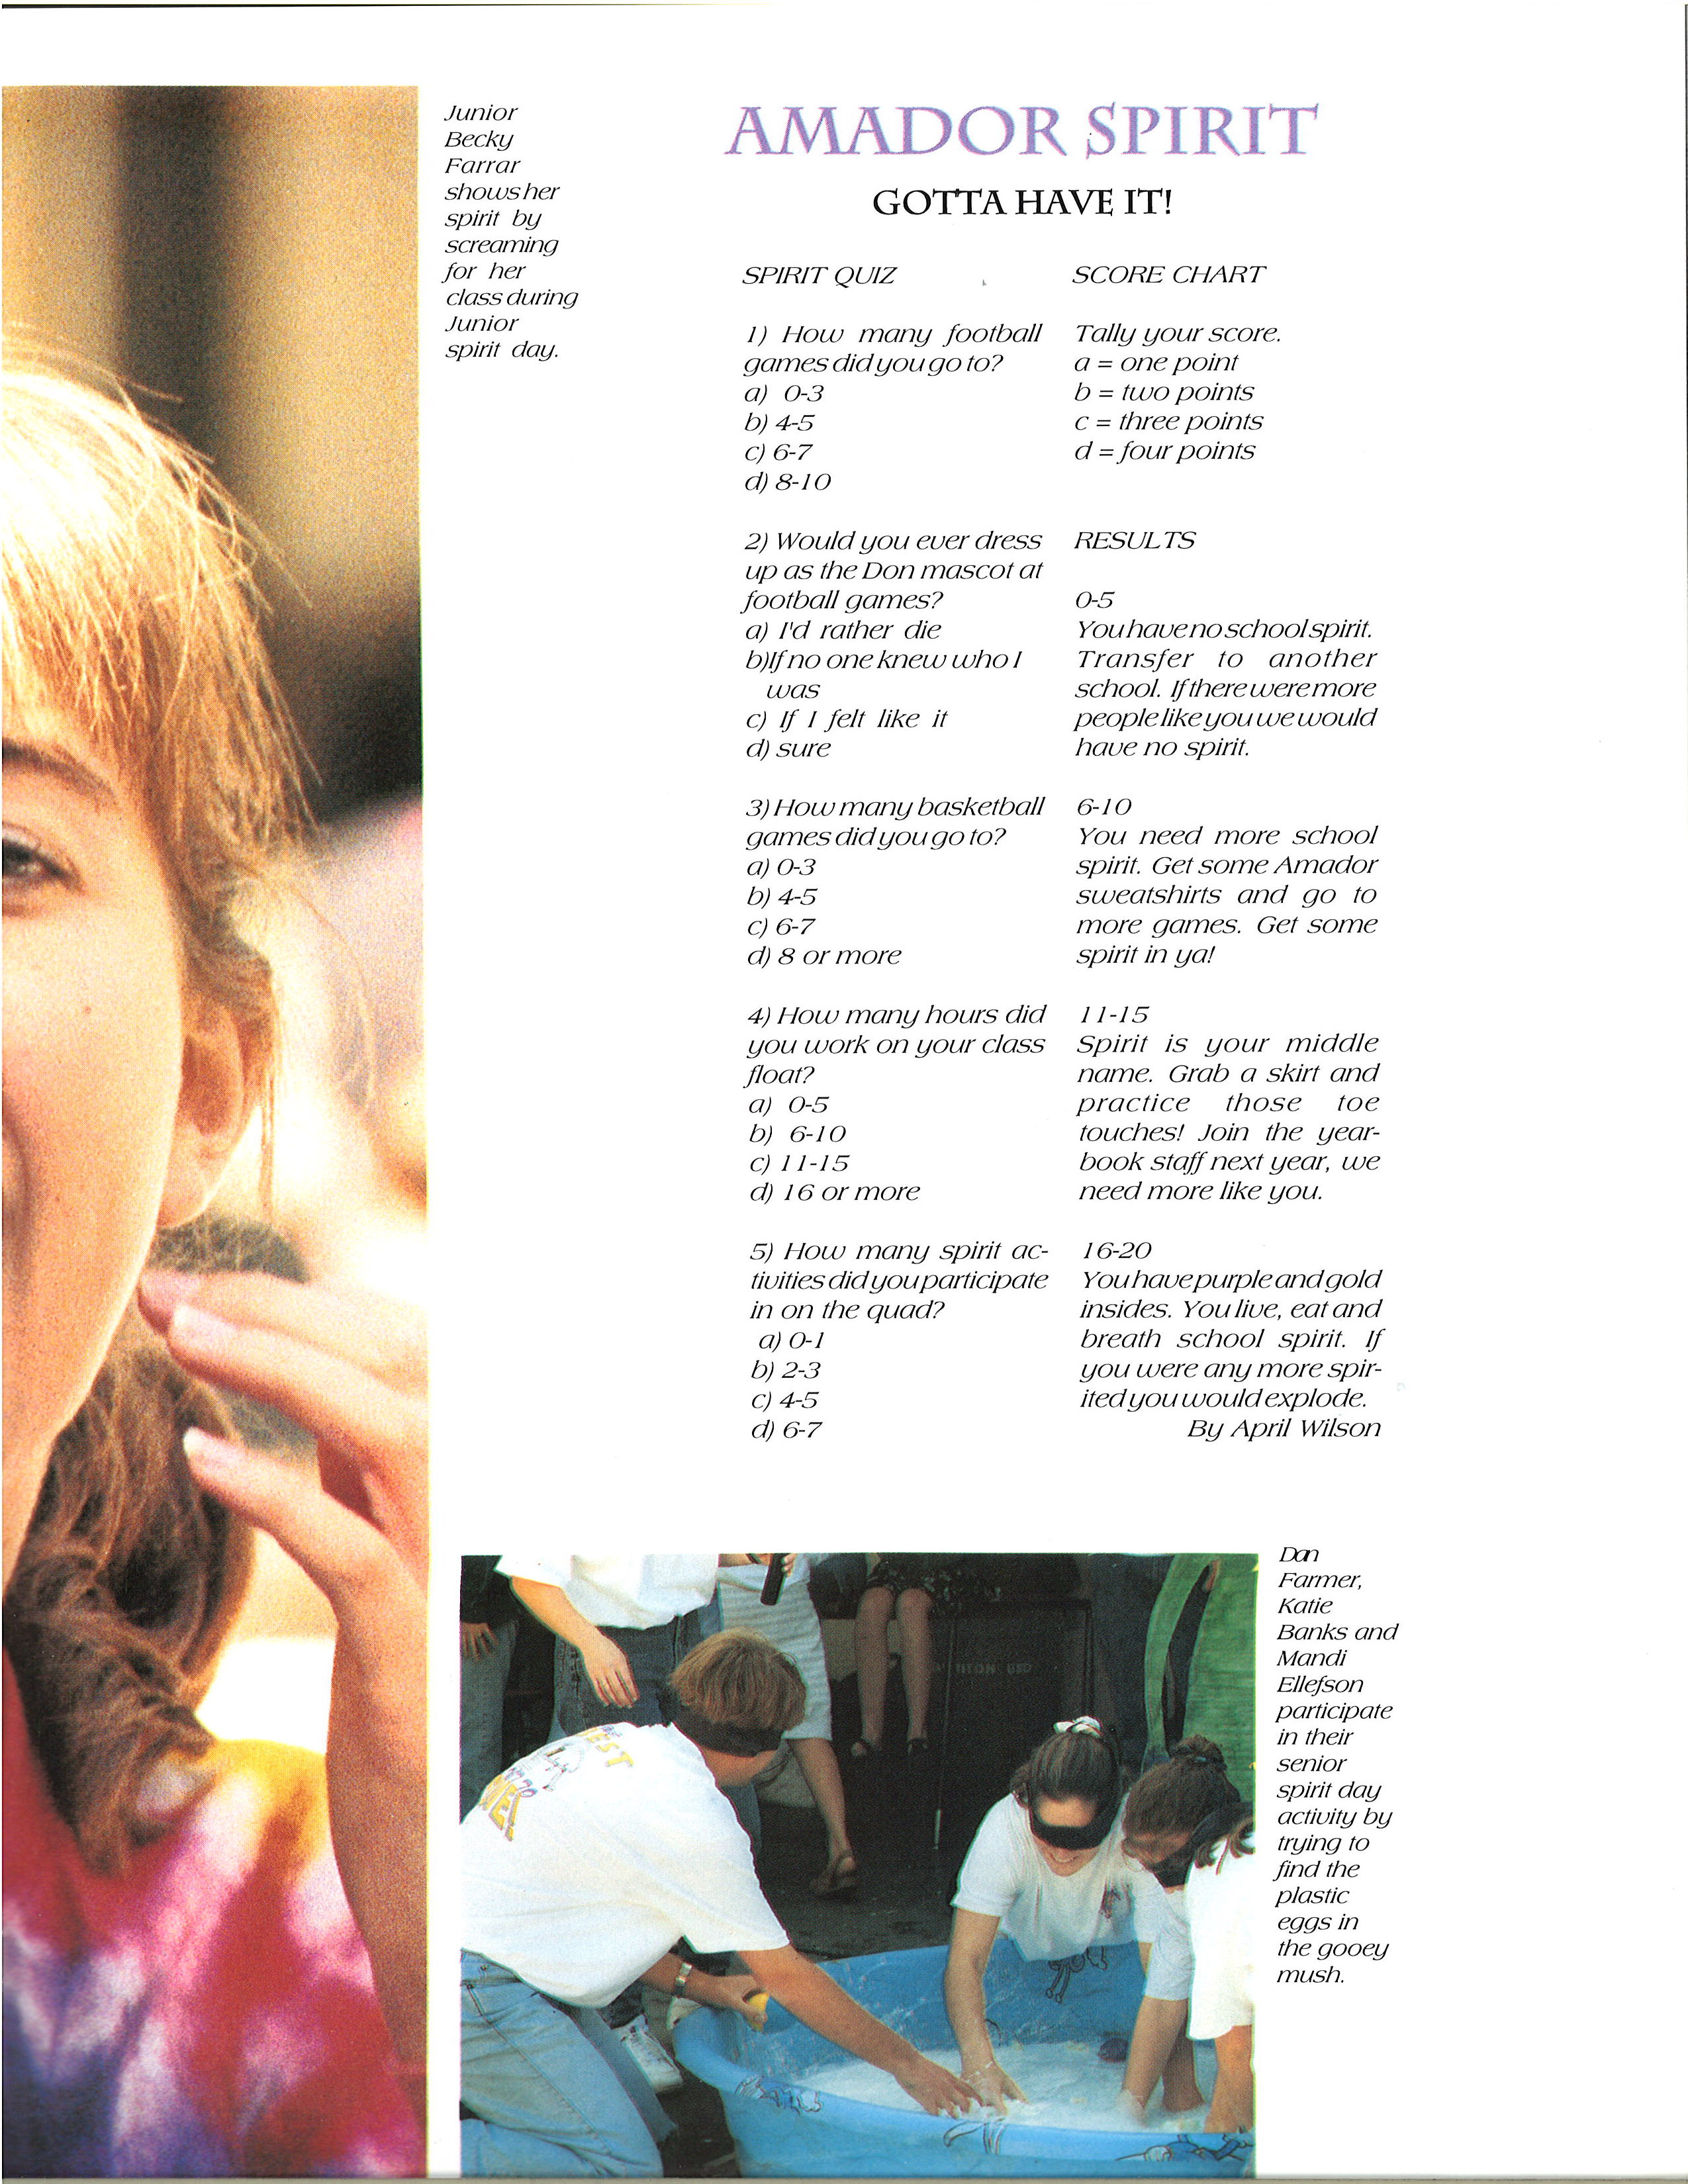 Junior
Becky
Farrar
shows her
spirit by
screaming
for her
class during
Junior
spirit day.
AMADOR SPIRIT
GOTTA HAVE IT!
SPIRIT QUIZ
1) How many football
games did you go to?
a) 0-3
b) 4-5
c) 6-7
d) 8-10
2) Would you ever dress
up as the Don mascot at
football games?
a) I'd rather die
b)If no one knew who I
was
c) If I felt like it
d) sure
3) How many basketball
games did you go to?
a) 0-3
b) 4-5
c) 6-7
d) 8 or more
4) How many hours did
you work on your class
float?
a) 0-5
b) 6-10
c) 11-15
d) 16 or more
5) How many spirit ac-
tivities did you participate
in on the quad?
a) 0-1
b) 2-3
c) 4-5
d) 6-7
SCORE CHART
Tally your score.
a = one point
b = two points
c = three points
d = four points
RESULTS
0-5
You have no school spirit.
Transfer to another
school. If there were more
people like you we would
have no spirit.
6-10
You need more school
spirit. Get some Amador
sweatshirts and go to
more games. Get some
spirit in ya!
11-15
Spirit is your middle
name. Grab a skirt and
practice those toe
touches! Join the year-
book staff next year, we
need more like you.
16-20
You have purple and gold
insides. You live, eat and
breath school spirit. If
you were any more spir-
ited you would explode.
By April Wilson
Dan
Farmer,
Katie
Banks and
Mandi
Ellefson
participate
in their
senior
spirit day
activity by
trying to
find the
plastic
eggs in
the gooey
mush.